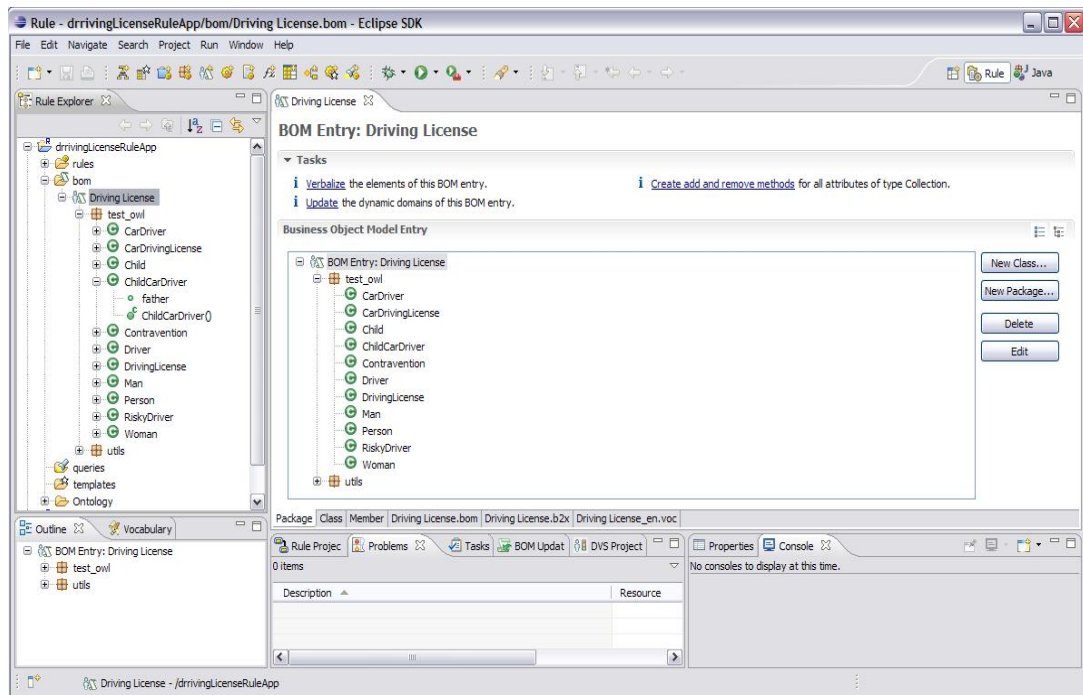 Rule - drrivingLicenseRuleApp/bom/Driving License.bom - Eclipse SDK
File Edit Navigate Search Project Run Window Help
Rule Java
Rule Explorer
drrivingLicenseRuleApp
rules
bom
Driving License
test_owl
CarDriver
CarDrivingLicense
Child
ChildCarDriver
father
ChildCarDriver()
Contravention
Driver
DrivingLicense
Man
Person
RiskyDriver
Woman
utils
queries
templates
Ontology
Outline Vocabulary
BOM Entry: Driving License
test_owl
utils
Driving License
BOM Entry: Driving License
Tasks
Verbalize the elements of this BOM entry.
Create add and remove methods for all attributes of type Collection.
Update the dynamic domains of this BOM entry.
Business Object Model Entry
BOM Entry: Driving License
test_owl
CarDriver
CarDrivingLicense
Child
ChildCarDriver
Contravention
Driver
DrivingLicense
Man
Person
RiskyDriver
Woman
utils
New Class...
New Package...
Delete
Edit
Package Class Member Driving License.bom Driving License.b2x Driving License_en.voc
Rule Projec Problems Tasks BOM Updat DVS Project
0 items
Description Resource
Properties Console
No consoles to display at this time.
Driving License - /drrivingLicenseRuleApp